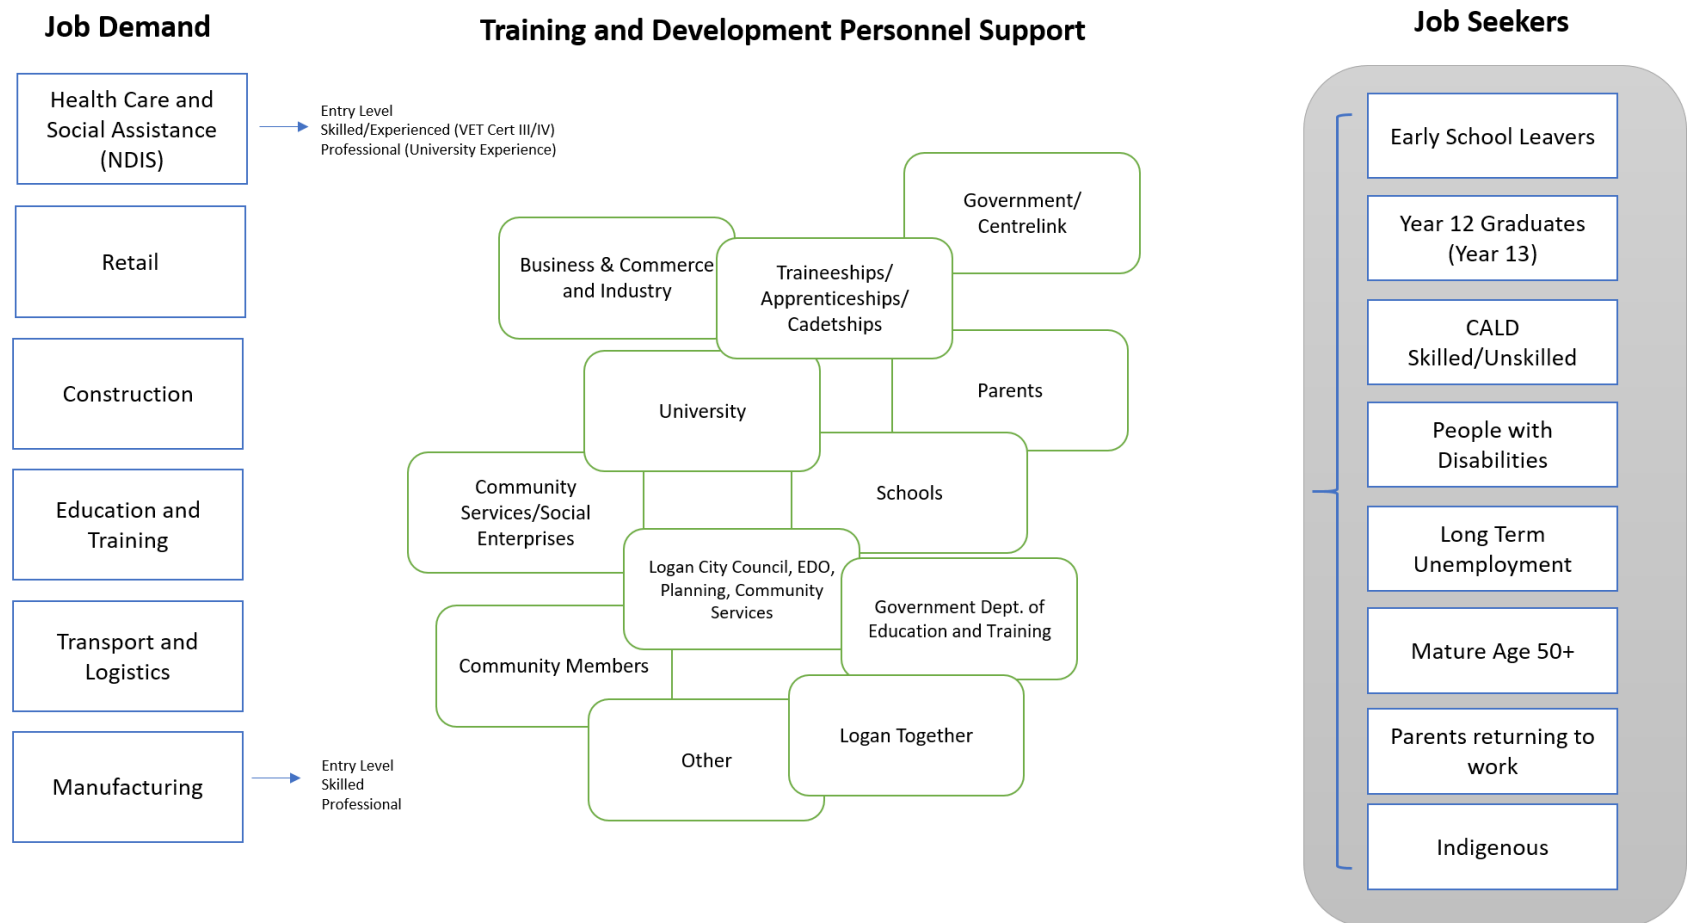 Job Demand
Health Care and
Social Assistance
(NDIS)
Entry Level
Skilled/Experienced (VET Cert III/IV)
Professional (University Experience)
Retail
Construction
Education and
Training
Transport and
Logistics
Manufacturing
Entry Level
Skilled
Professional
Training and Development Personnel Support
Government/
Centrelink
Business & Commerce
and Industry
Traineeships/
Apprenticeships/
Cadetships
Parents
University
Schools
Community
Services/Social
Enterprises
Logan City Council, EDO,
Planning, Community
Services
Government Dept. of
Education and Training
Community Members
Logan Together
Other
Job Seekers
Early School Leavers
Year 12 Graduates
(Year 13)
CALD
Skilled/Unskilled
People with
Disabilities
Long Term
Unemployment
Mature Age 50+
Parents returning to
work
Indigenous